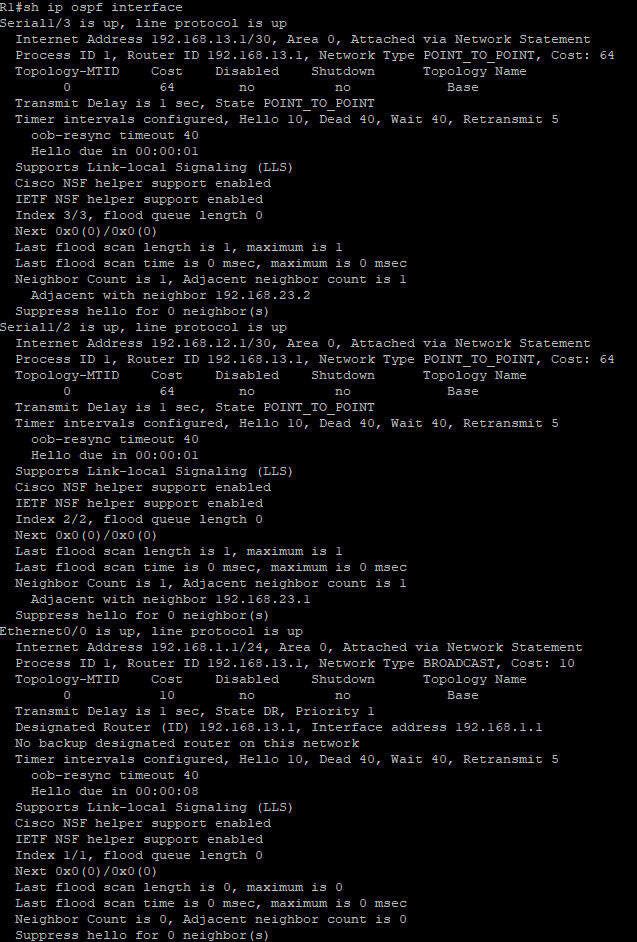 R1#sh ip ospf interface
Serial1/3 is up, line protocol is up
  Internet Address 192.168.13.1/30, Area 0, Attached via Network Statement
  Process ID 1, Router ID 192.168.13.1, Network Type POINT_TO_POINT, Cost: 64
  Topology-MTID    Cost    Disabled    Shutdown      Topology Name
        0           64        no          no            Base
  Transmit Delay is 1 sec, State POINT_TO_POINT
  Timer intervals configured, Hello 10, Dead 40, Wait 40, Retransmit 5
    oob-resync timeout 40
    Hello due in 00:00:01
  Supports Link-local Signaling (LLS)
  Cisco NSF helper support enabled
  IETF NSF helper support enabled
  Index 3/3, flood queue length 0
  Next 0x0(0)/0x0(0)
  Last flood scan length is 1, maximum is 1
  Last flood scan time is 0 msec, maximum is 0 msec
  Neighbor Count is 1, Adjacent neighbor count is 1
    Adjacent with neighbor 192.168.23.2
  Suppress hello for 0 neighbor(s)
Serial1/2 is up, line protocol is up
  Internet Address 192.168.12.1/30, Area 0, Attached via Network Statement
  Process ID 1, Router ID 192.168.13.1, Network Type POINT_TO_POINT, Cost: 64
  Topology-MTID    Cost    Disabled    Shutdown      Topology Name
        0           64        no          no            Base
  Transmit Delay is 1 sec, State POINT_TO_POINT
  Timer intervals configured, Hello 10, Dead 40, Wait 40, Retransmit 5
    oob-resync timeout 40
    Hello due in 00:00:01
  Supports Link-local Signaling (LLS)
  Cisco NSF helper support enabled
  IETF NSF helper support enabled
  Index 2/2, flood queue length 0
  Next 0x0(0)/0x0(0)
  Last flood scan length is 1, maximum is 1
  Last flood scan time is 0 msec, maximum is 0 msec
  Neighbor Count is 1, Adjacent neighbor count is 1
    Adjacent with neighbor 192.168.23.1
  Suppress hello for 0 neighbor(s)
Ethernet0/0 is up, line protocol is up
  Internet Address 192.168.1.1/24, Area 0, Attached via Network Statement
  Process ID 1, Router ID 192.168.13.1, Network Type BROADCAST, Cost: 10
  Topology-MTID    Cost    Disabled    Shutdown      Topology Name
        0           10        no          no            Base
  Transmit Delay is 1 sec, State DR, Priority 1
  Designated Router (ID) 192.168.13.1, Interface address 192.168.1.1
  No backup designated router on this network
  Timer intervals configured, Hello 10, Dead 40, Wait 40, Retransmit 5
    oob-resync timeout 40
    Hello due in 00:00:08
  Supports Link-local Signaling (LLS)
  Cisco NSF helper support enabled
  IETF NSF helper support enabled
  Index 1/1, flood queue length 0
  Next 0x0(0)/0x0(0)
  Last flood scan length is 0, maximum is 0
  Last flood scan time is 0 msec, maximum is 0 msec
  Neighbor Count is 0, Adjacent neighbor count is 0
  Suppress hello for 0 neighbor(s)